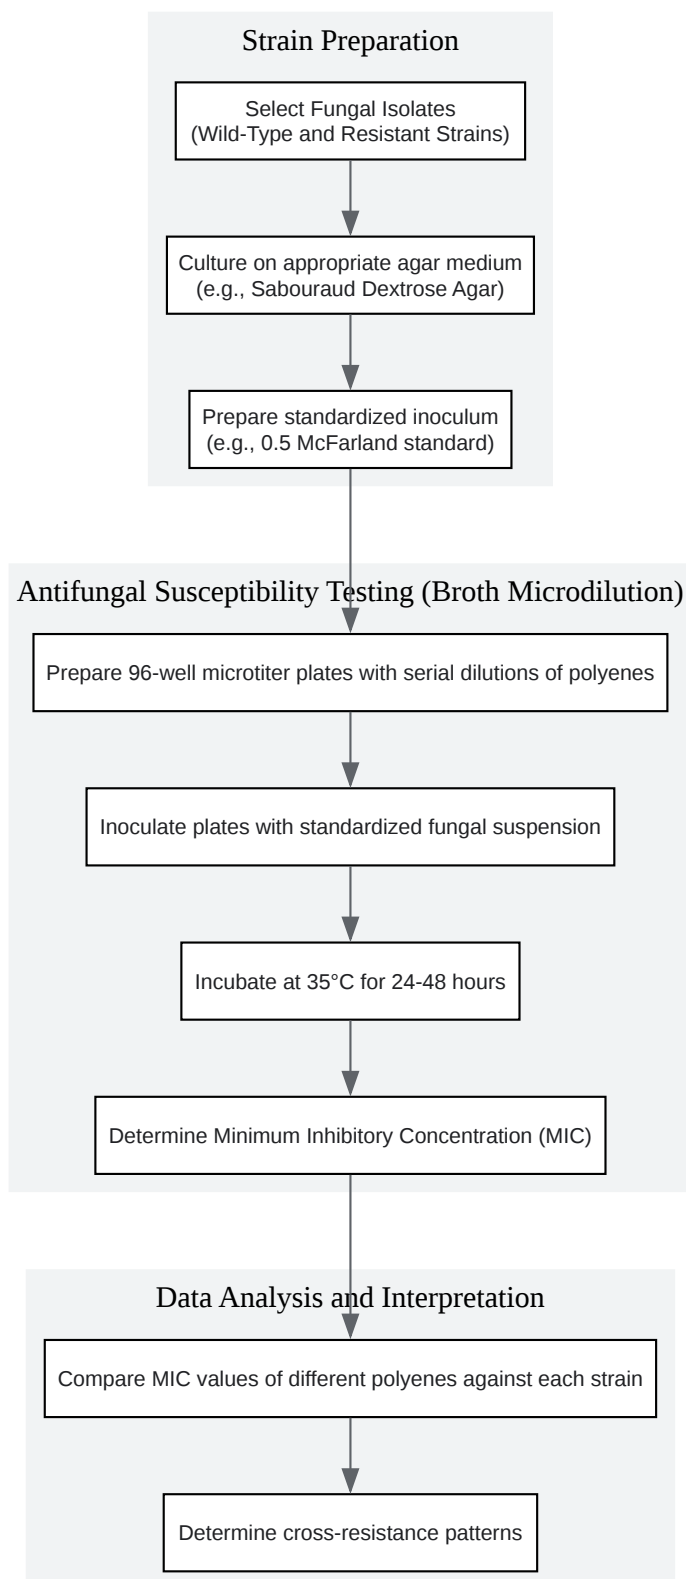 Strain Preparation
Select Fungal Isolates
(Wild-Type and Resistant Strains)
Culture on appropriate agar medium
(e.g., Sabouraud Dextrose Agar)
Prepare standardized inoculum
(e.g., 0.5 McFarland standard)
Antifungal Susceptibility Testing (Broth Microdilution)
Prepare 96-well microtiter plates with serial dilutions of polyenes
Inoculate plates with standardized fungal suspension
Incubate at 35°C for 24-48 hours
Determine Minimum Inhibitory Concentration (MIC)
Data Analysis and Interpretation
Compare MIC values of different polyenes against each strain
Determine cross-resistance patterns